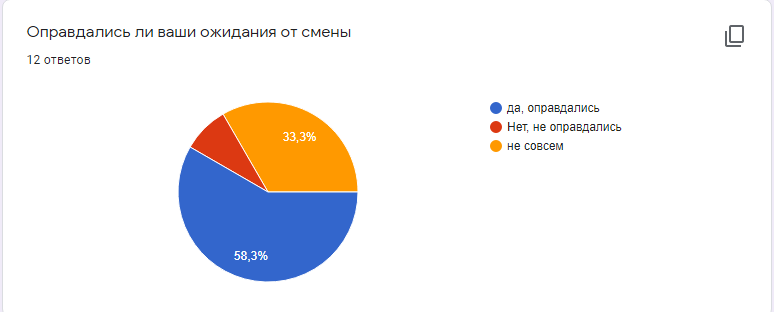 Оправдались ли ваши ожидания от смены
12 ответов
33,3%
58,3%
да, оправдались
Нет, не оправдались
не совсем